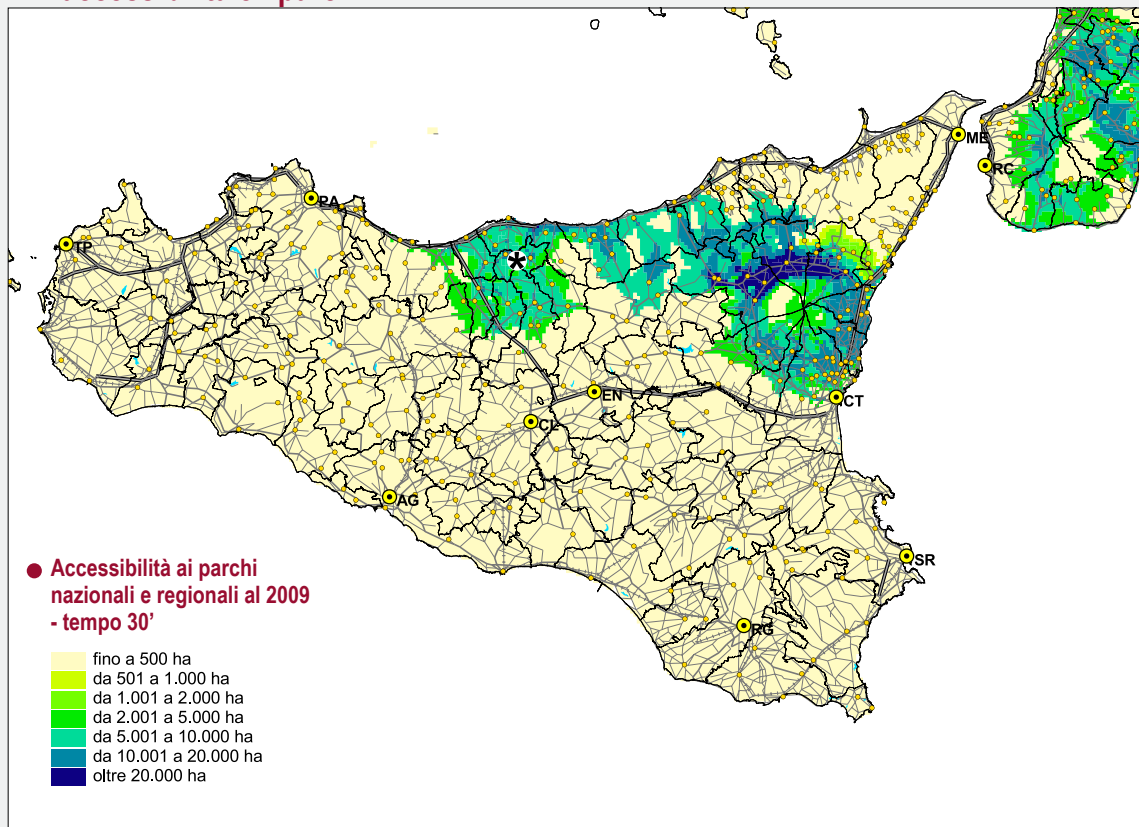 ME
RC
PA
TP
EN
CL
CT
AG
SR
RG
Accessibilità ai parchi
nazionali e regionali al 2009
- tempo 30’
fino a 500 ha
da 501 a 1.000 ha
da 1.001 a 2.000 ha
da 2.001 a 5.000 ha
da 5.001 a 10.000 ha
da 10.001 a 20.000 ha
oltre 20.000 ha